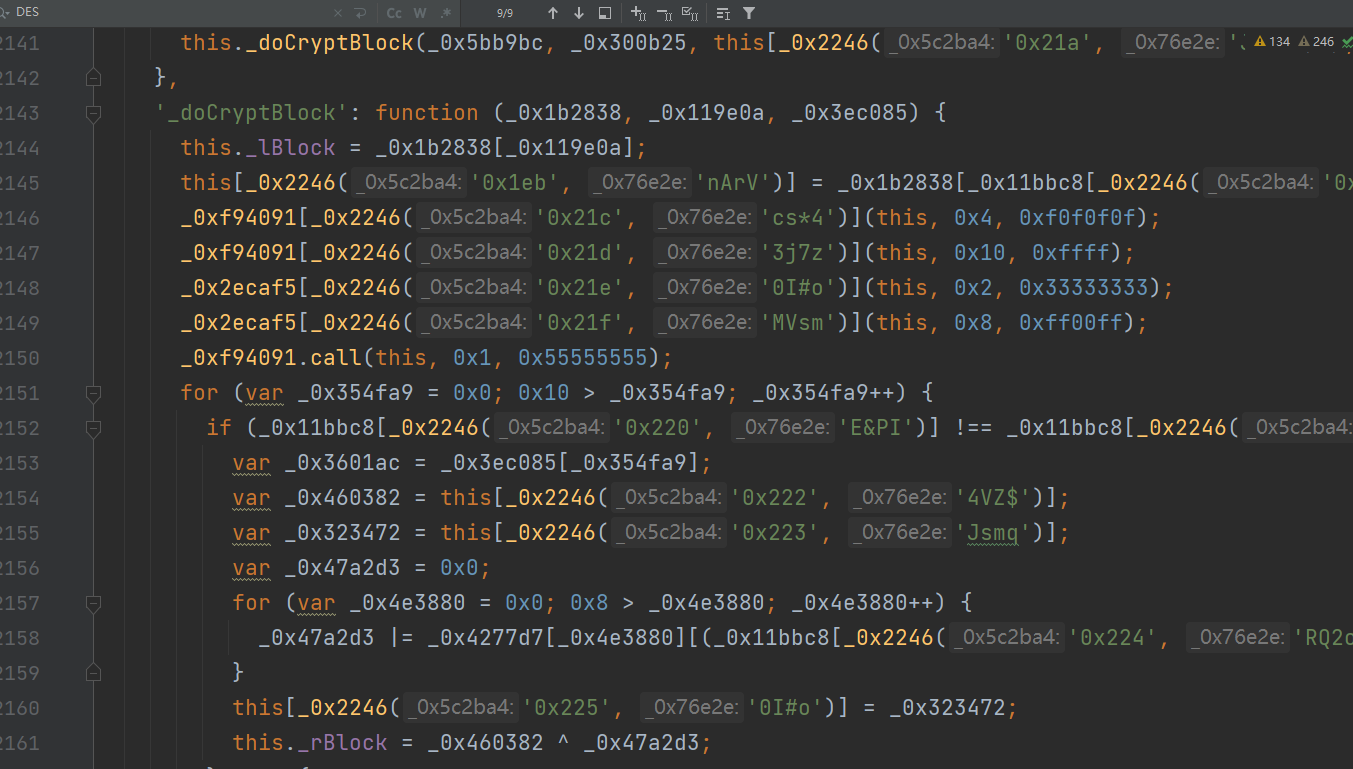 DES Cc W .* 9/9
2141 this._doCryptBlock(_0x5bb9bc, _0x300b25, this[_0x2246( _0x5c2ba4: '0x21a', _0x76e2e: 134 246
2142 },
2143 '_doCryptBlock': function (_0x1b2838, _0x119e0a, _0x3ec085) {
2144 this._lBlock = _0x1b2838[_0x119e0a];
2145 this[_0x2246( _0x5c2ba4: '0x1eb', _0x76e2e: 'nArV')] = _0x1b2838[_0x11bbc8[_0x2246( _0x5c2ba4: '0x
2146 _0xf94091[_0x2246( _0x5c2ba4: '0x21c', _0x76e2e: 'cs*4')](this, 0x4, 0xf0f0f0f);
2147 _0xf94091[_0x2246( _0x5c2ba4: '0x21d', _0x76e2e: '3j7z')](this, 0x10, 0xffff);
2148 _0x2ecaf5[_0x2246( _0x5c2ba4: '0x21e', _0x76e2e: '0I#o')](this, 0x2, 0x33333333);
2149 _0x2ecaf5[_0x2246( _0x5c2ba4: '0x21f', _0x76e2e: 'MVsm')](this, 0x8, 0xff00ff);
2150 _0xf94091.call(this, 0x1, 0x55555555);
2151 for (var _0x354fa9 = 0x0; 0x10 > _0x354fa9; _0x354fa9++) {
2152 if (_0x11bbc8[_0x2246( _0x5c2ba4: '0x220', _0x76e2e: 'E&PI')] !== _0x11bbc8[_0x2246( _0x5c2ba4:
2153 var _0x3601ac = _0x3ec085[_0x354fa9];
2154 var _0x460382 = this[_0x2246( _0x5c2ba4: '0x222', _0x76e2e: '4VZ$')];
2155 var _0x323472 = this[_0x2246( _0x5c2ba4: '0x223', _0x76e2e: 'Jsmq')];
2156 var _0x47a2d3 = 0x0;
2157 for (var _0x4e3880 = 0x0; 0x8 > _0x4e3880; _0x4e3880++) {
2158 _0x47a2d3 |= _0x4277d7[_0x4e3880][(_0x11bbc8[_0x2246( _0x5c2ba4: '0x224', _0x76e2e: 'RQ2
2159 }
2160 this[_0x2246( _0x5c2ba4: '0x225', _0x76e2e: '0I#o')] = _0x323472;
2161 this._rBlock = _0x460382 ^ _0x47a2d3;